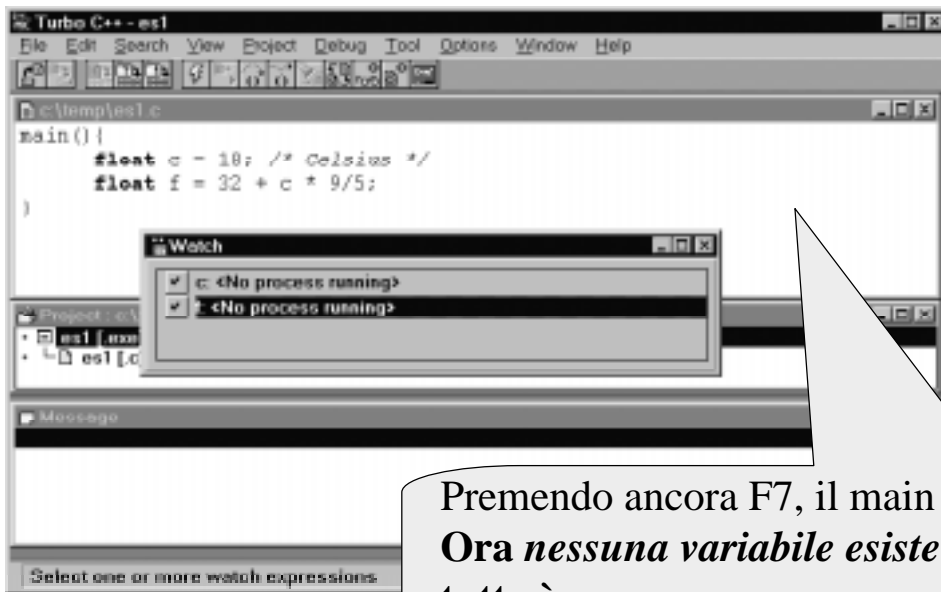 Turbo C++ - es1
File Edit Search View Project Debug Tool Options Window Help
c:\temp\es1.c
main(){
float c = 18; /* Celsius */
float f = 32 + c * 9/5;
}
Watch
c: <No process running>
f: <No process running>
Project : c:\
es1 [.exe
es1 [.c
Message
Select one or more watch expressions
Premendo ancora F7, il main
Ora nessuna variabile esiste